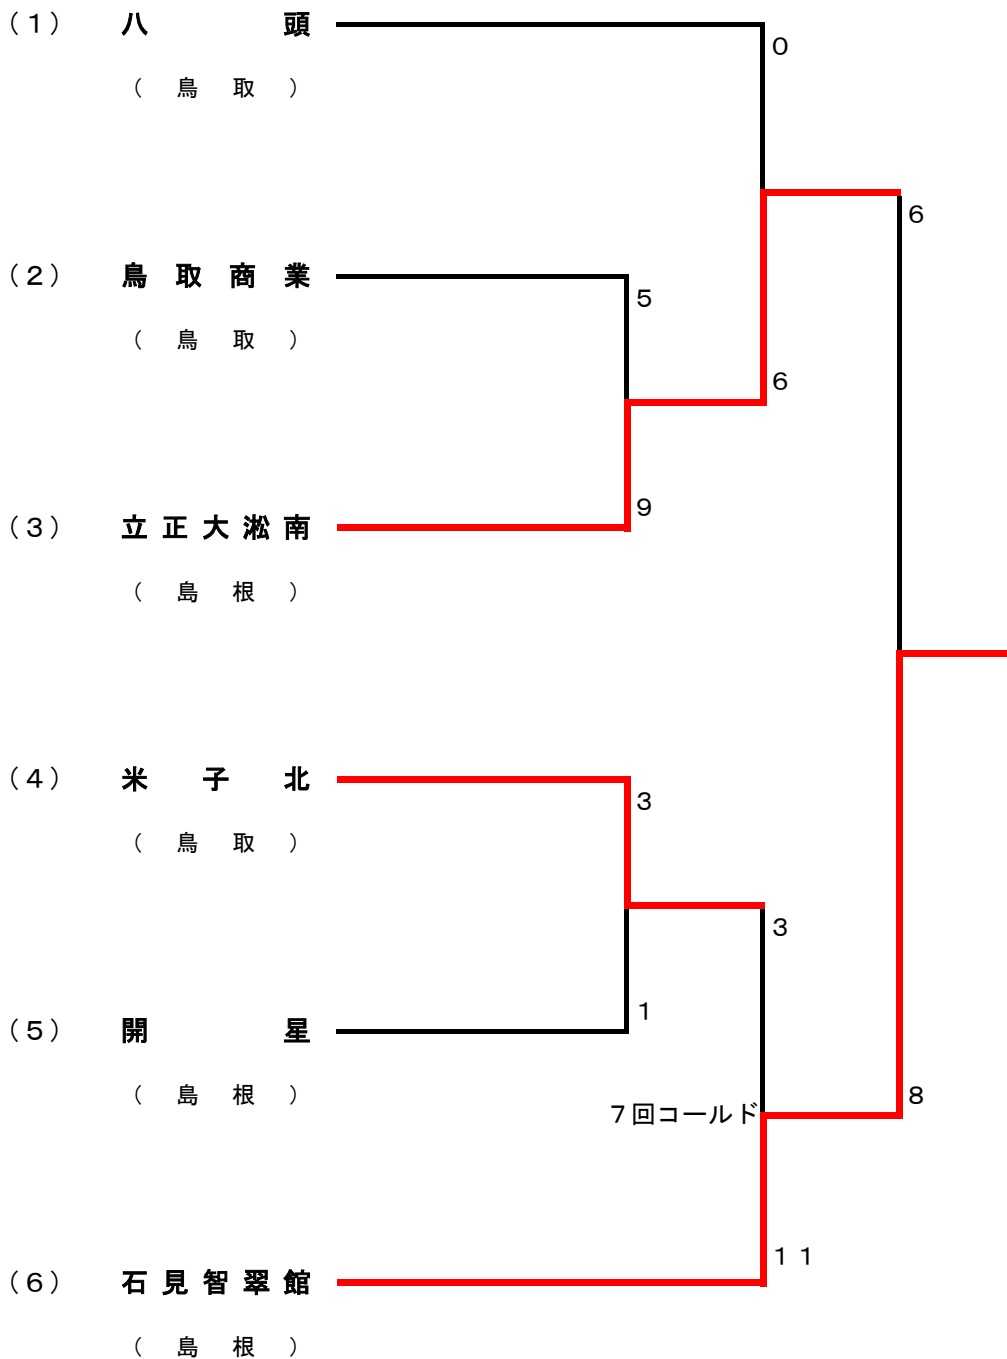 （１） 八頭 ０
（鳥取）
６
（２） 鳥取商業 ５
（鳥取）
６
（３） 立正大淞南 ９
（島根）
（４） 米子北 ３
（鳥取）
３
（５） 開星 １
（島根）
７回コールド ８
（６） 石見智翠館 １１
（島根）